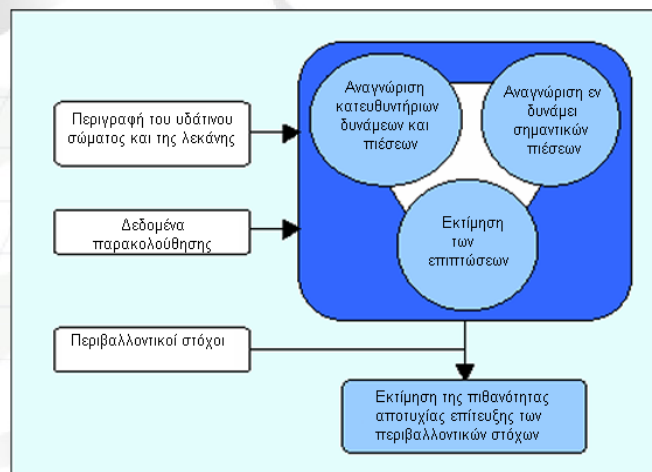 Περιγραφή του υδάτινου
σώματος και της λεκάνης
Δεδομένα
παρακολούθησης
Περιβαλλοντικοί στόχοι
Αναγνώριση
κατευθυντήριων
δυνάμεων και
πιέσεων
Αναγνώριση εν
δυνάμει
σημαντικών
πιέσεων
Εκτίμηση
των
επιπτώσεων
Εκτίμηση της πιθανότητας
αποτυχίας επίτευξης των
περιβαλλοντικών στόχων